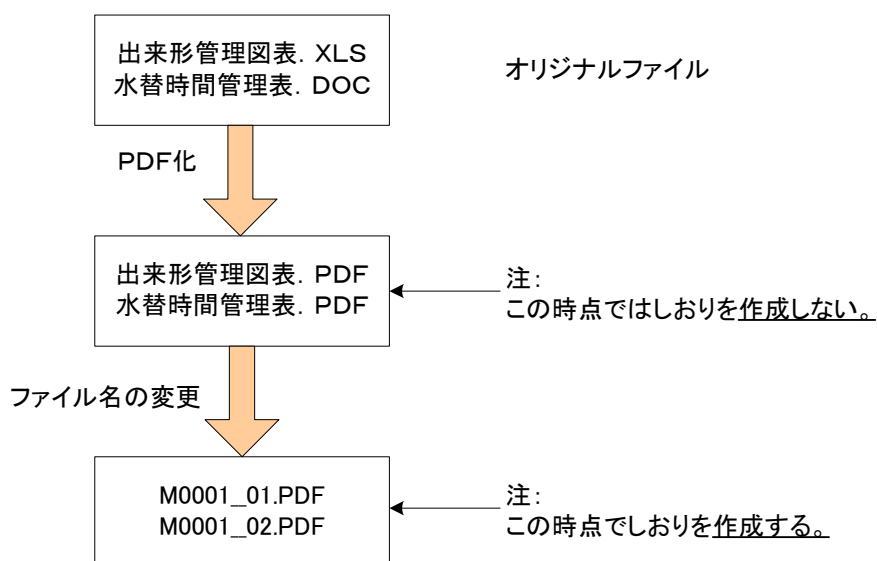 出来形管理図表．ＸＬＳ
水替時間管理表．ＤＯＣ
オリジナルファイル
ＰＤＦ化
出来形管理図表．ＰＤＦ
水替時間管理表．ＰＤＦ
注：
この時点ではしおりを作成しない。
ファイル名の変更
M0001_01.PDF
M0001_02.PDF
注：
この時点でしおりを作成する。